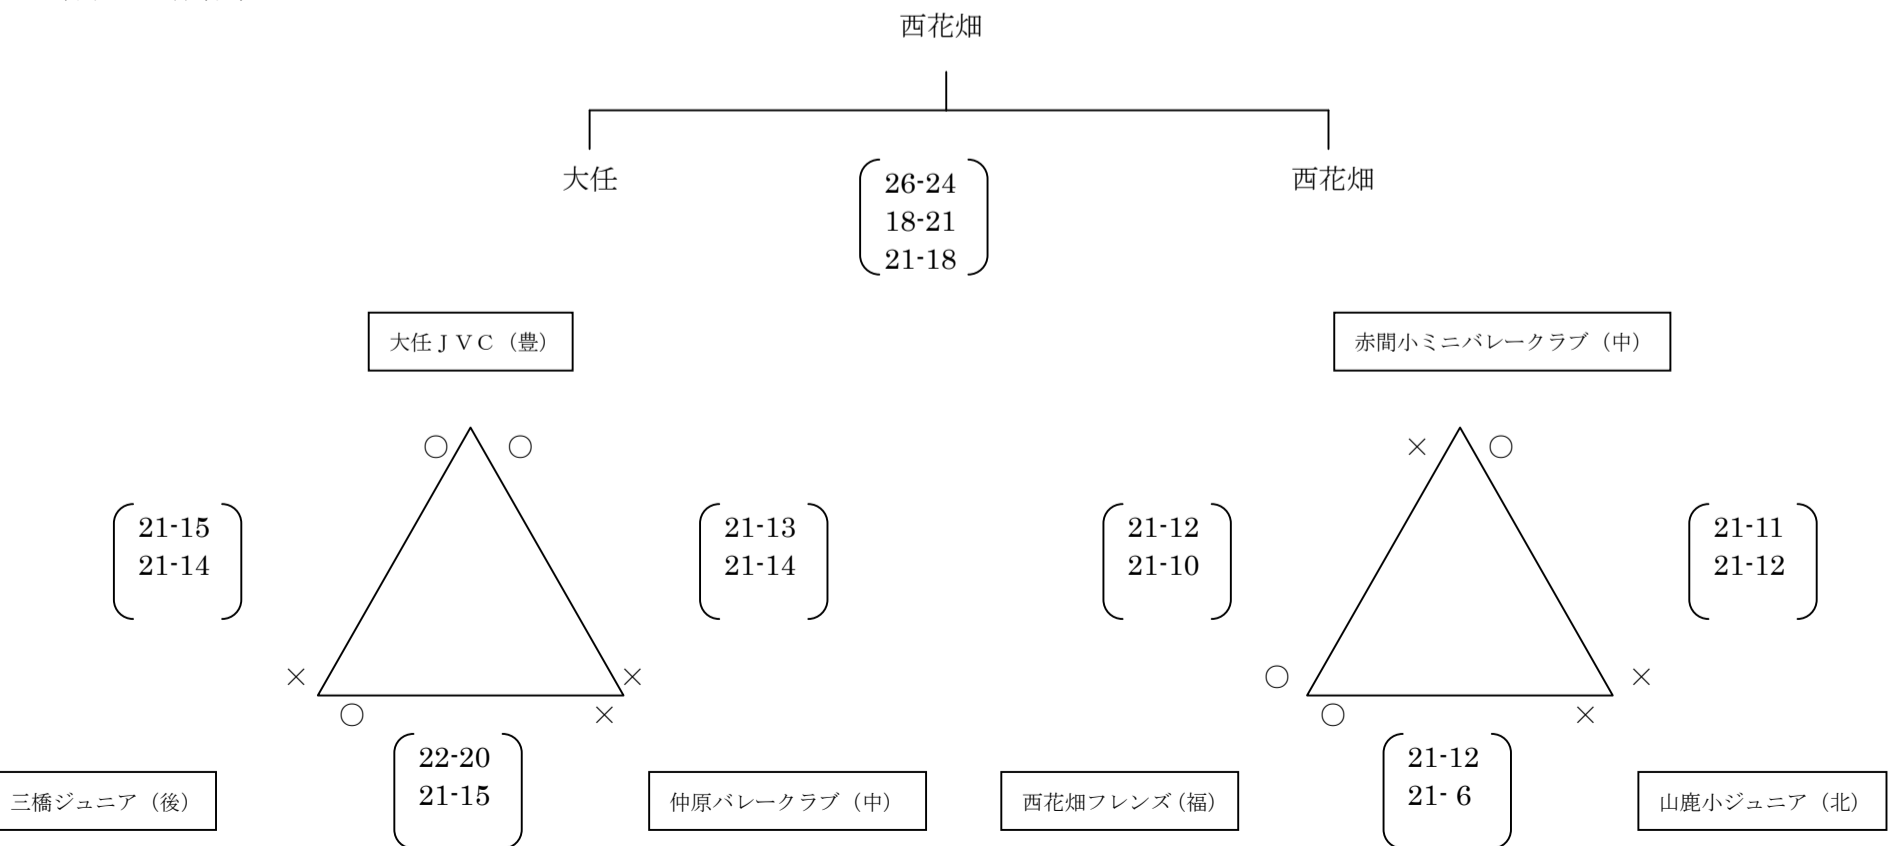 西花畑
大任
26-24
18-21
21-18
西花畑
大任ＪＶＣ（豊）
赤間小ミニバレークラブ（中）
○ ○
× ○
21-15
21-14
21-13
21-14
21-12
21-10
21-11
21-12
× ×
○ ×
○ ×
○ ×
22-20
21-15
21-12
21- 6
三橋ジュニア（後）
仲原バレークラブ（中）
西花畑フレンズ（福）
山鹿小ジュニア（北）